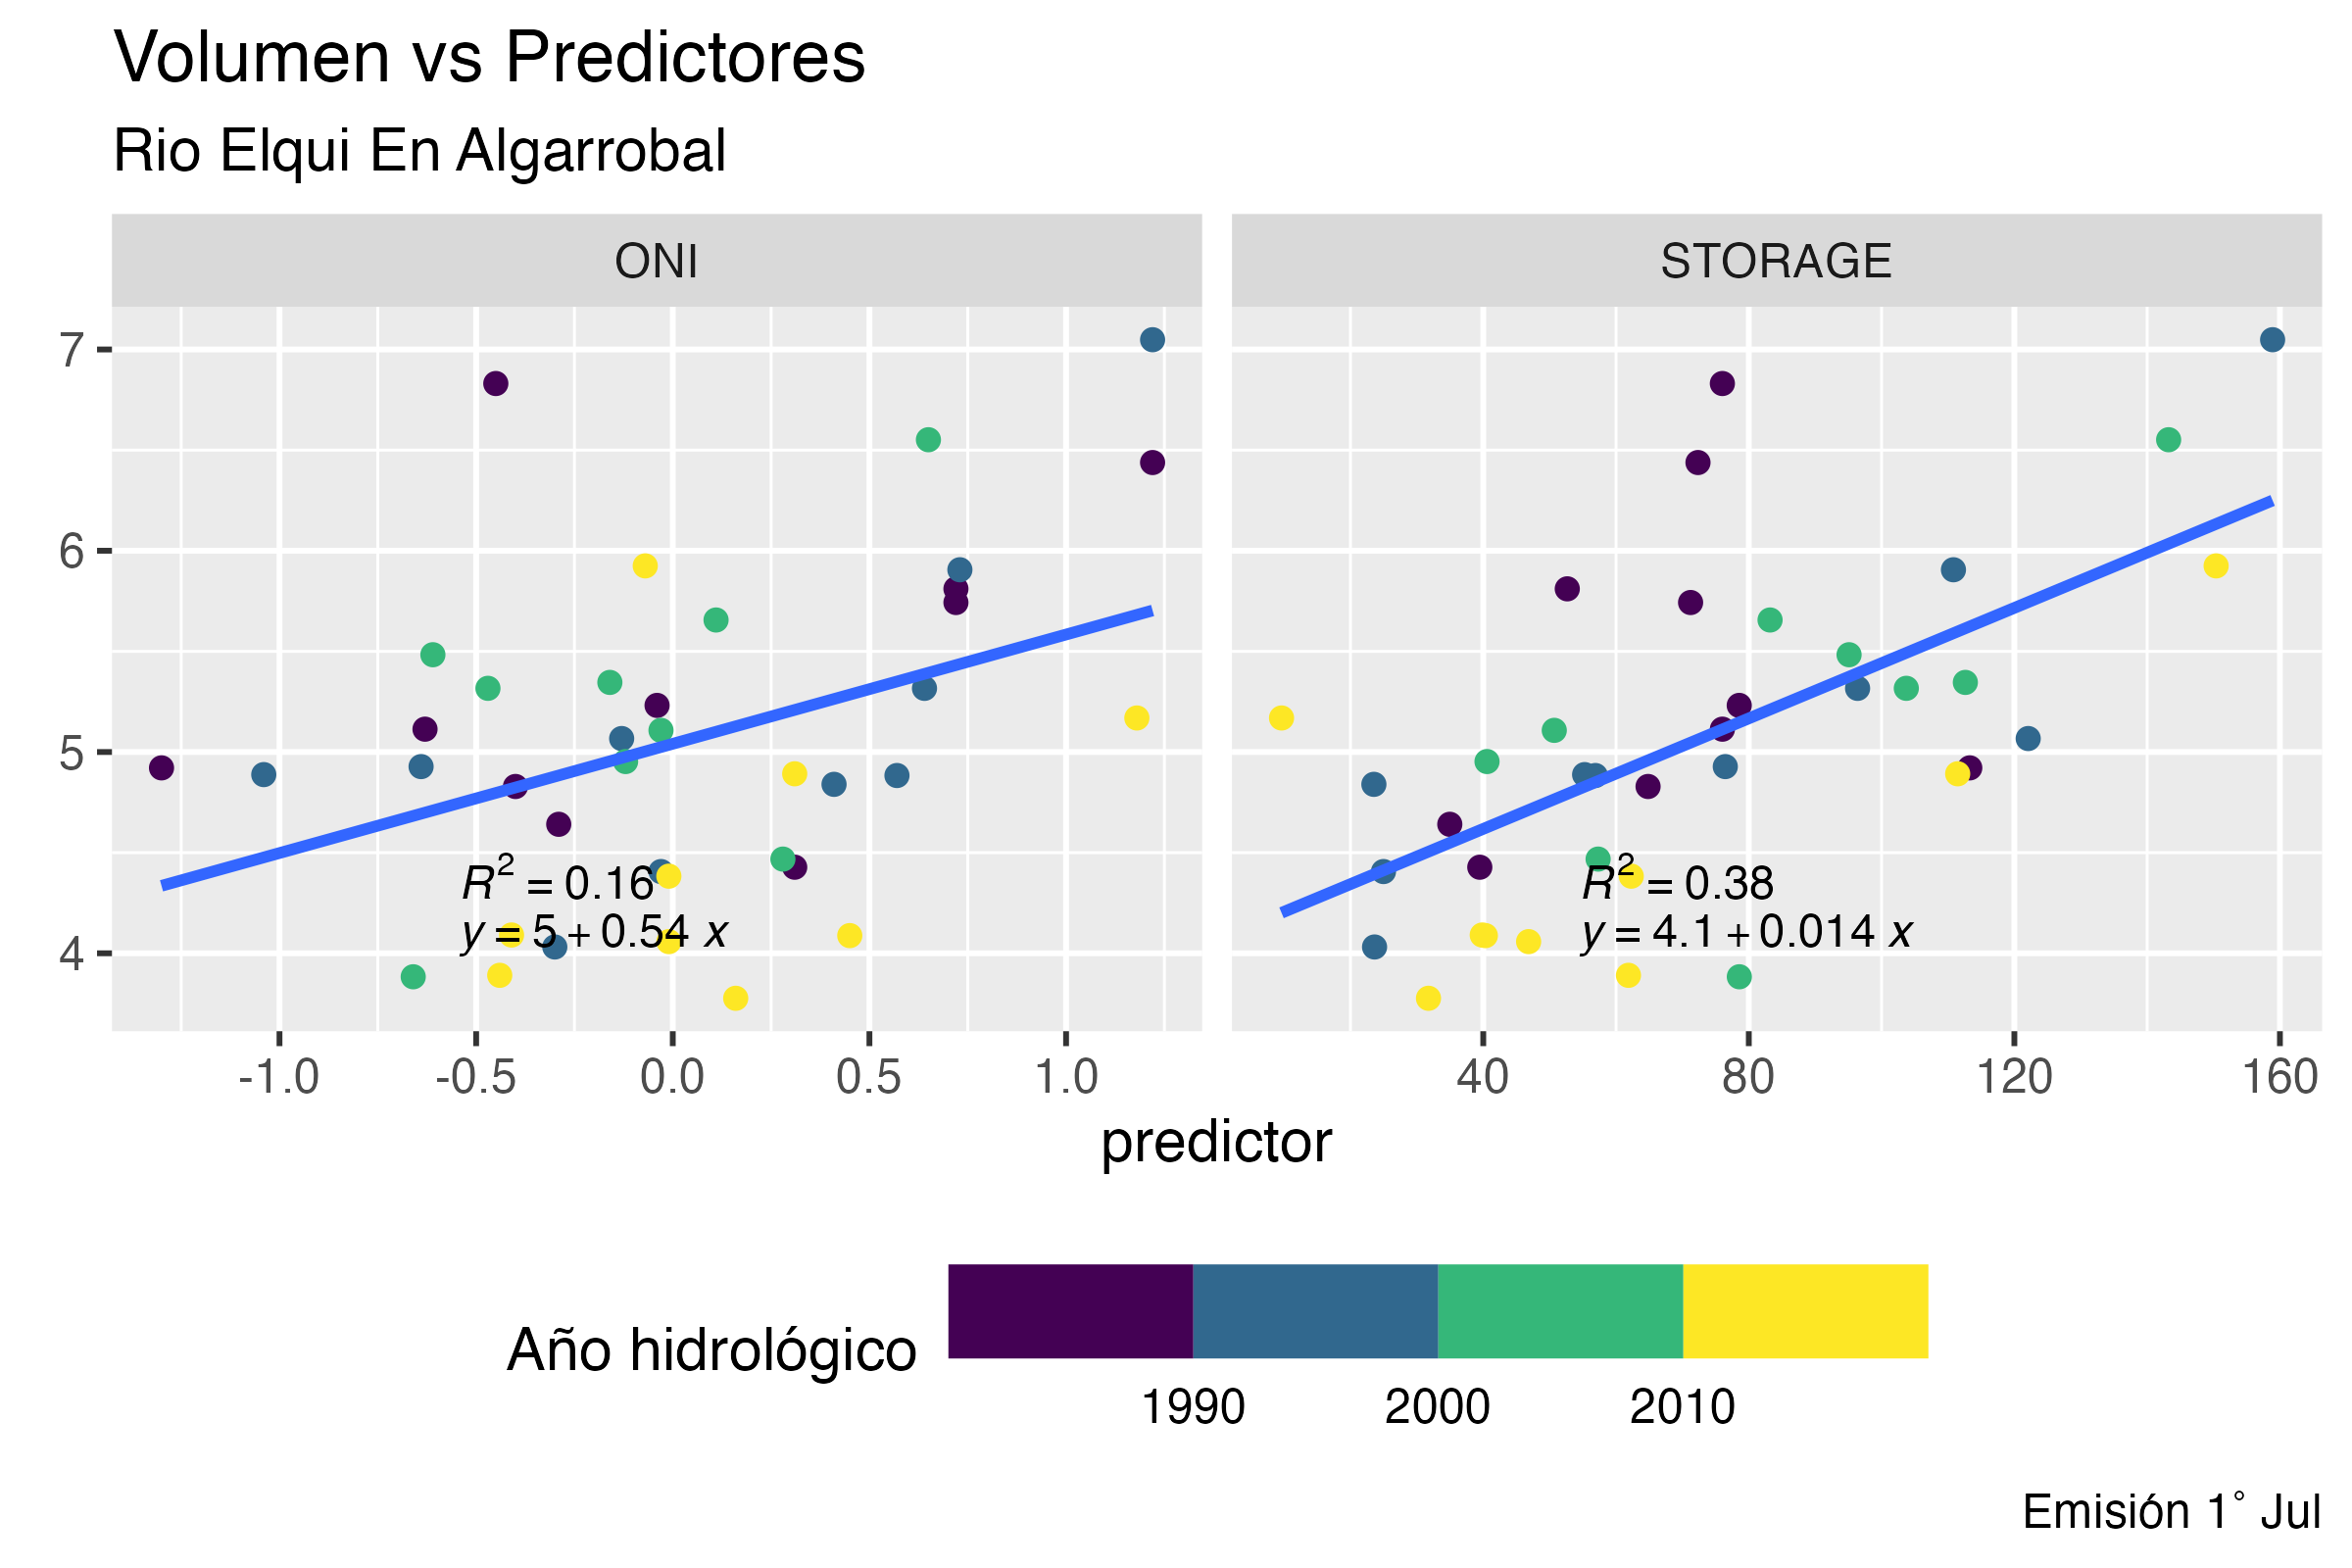 Volumen vs Predictores
Rio Elqui En Algarrobal
ONI STORAGE
7
6
5
4
R² = 0.16 R² = 0.38
y = 5 + 0.54 x y = 4.1 + 0.014 x
-1.0 -0.5 0.0 0.5 1.0 40 80 120 160
predictor
Año hidrológico
1990 2000 2010
Emisión 1° Jul